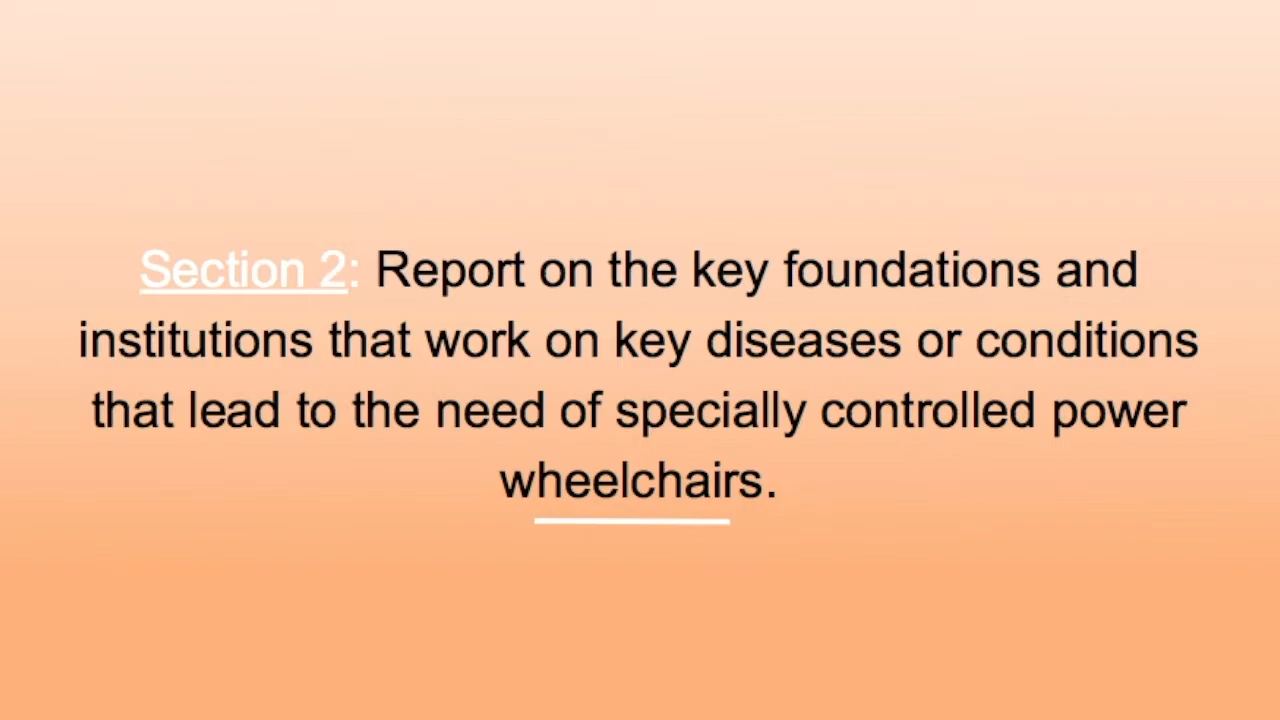 Section 2: Report on the key foundations and
institutions that work on key diseases or conditions
that lead to the need of specially controlled power
wheelchairs.